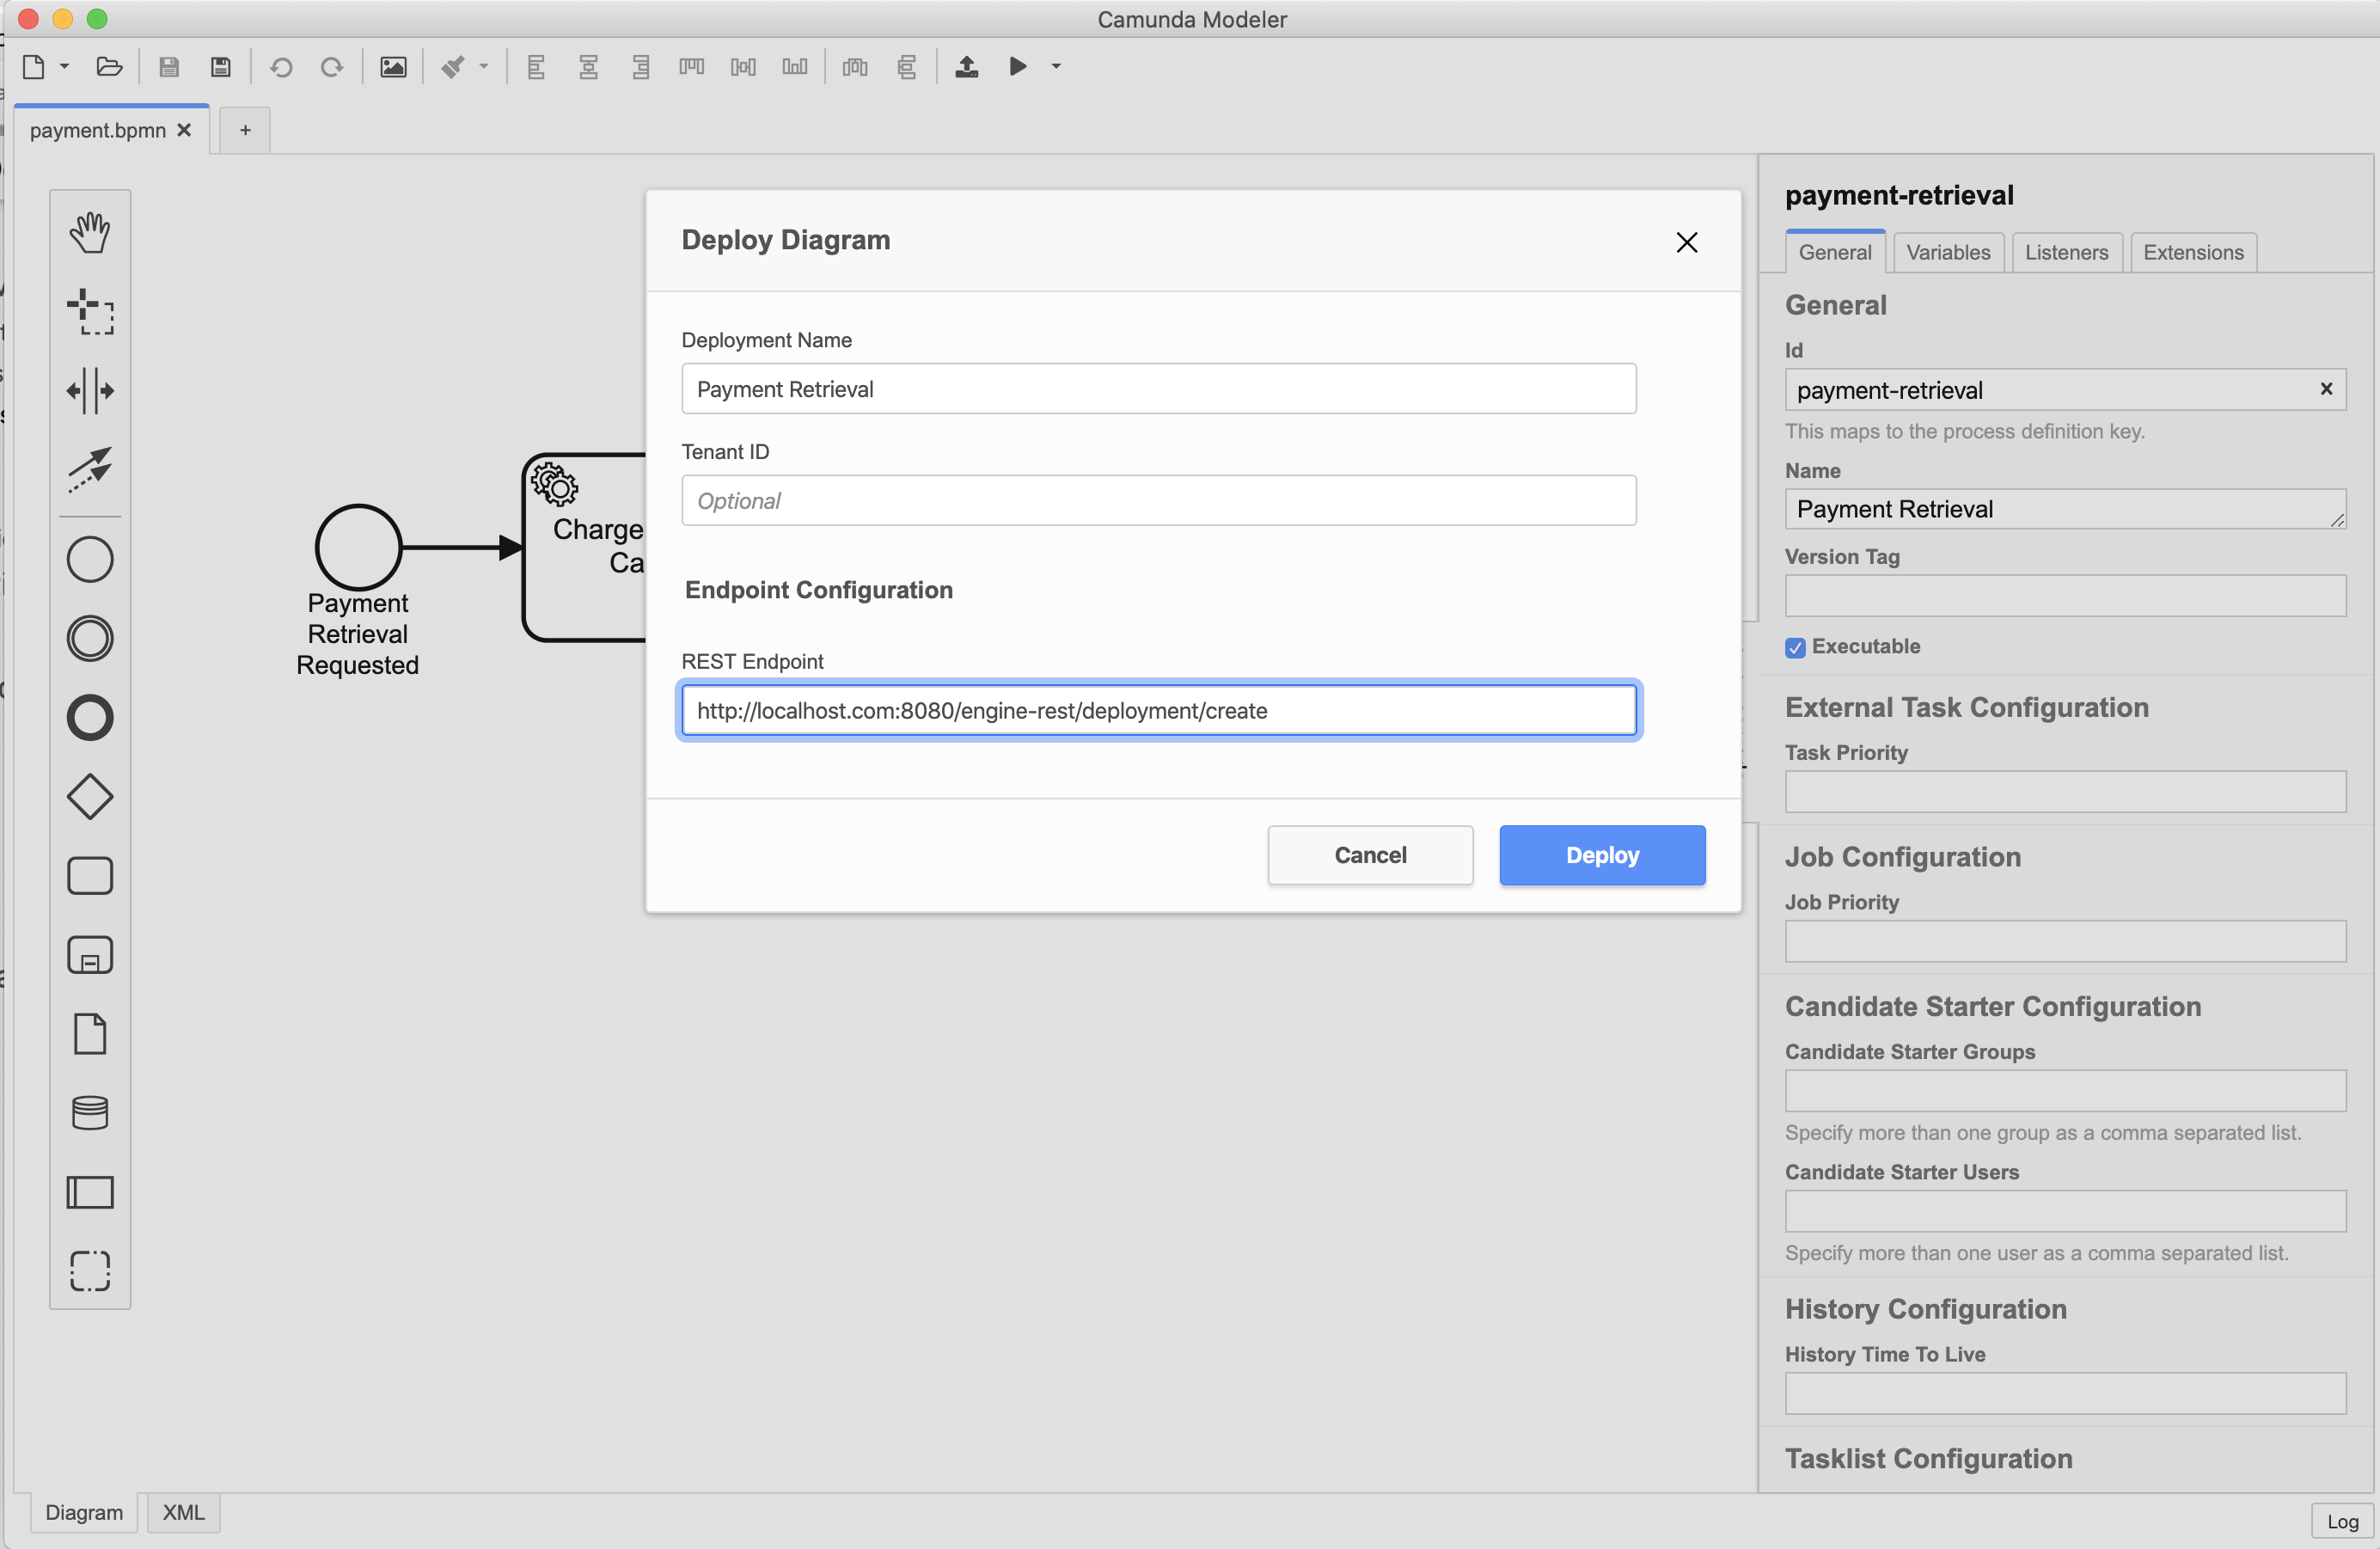 Camunda Modeler
payment.bpmn
+
Payment
Retrieval
Requested
Charge
Ca
Deploy Diagram
Deployment Name
Payment Retrieval
Tenant ID
Optional
Endpoint Configuration
REST Endpoint
http://localhost.com:8080/engine-rest/deployment/create
Cancel
Deploy
payment-retrieval
General
Variables
Listeners
Extensions
General
Id
payment-retrieval
This maps to the process definition key.
Name
Payment Retrieval
Version Tag
Executable
External Task Configuration
Task Priority
Job Configuration
Job Priority
Candidate Starter Configuration
Candidate Starter Groups
Specify more than one group as a comma separated list.
Candidate Starter Users
Specify more than one user as a comma separated list.
History Configuration
History Time To Live
Tasklist Configuration
Diagram
XML
Log